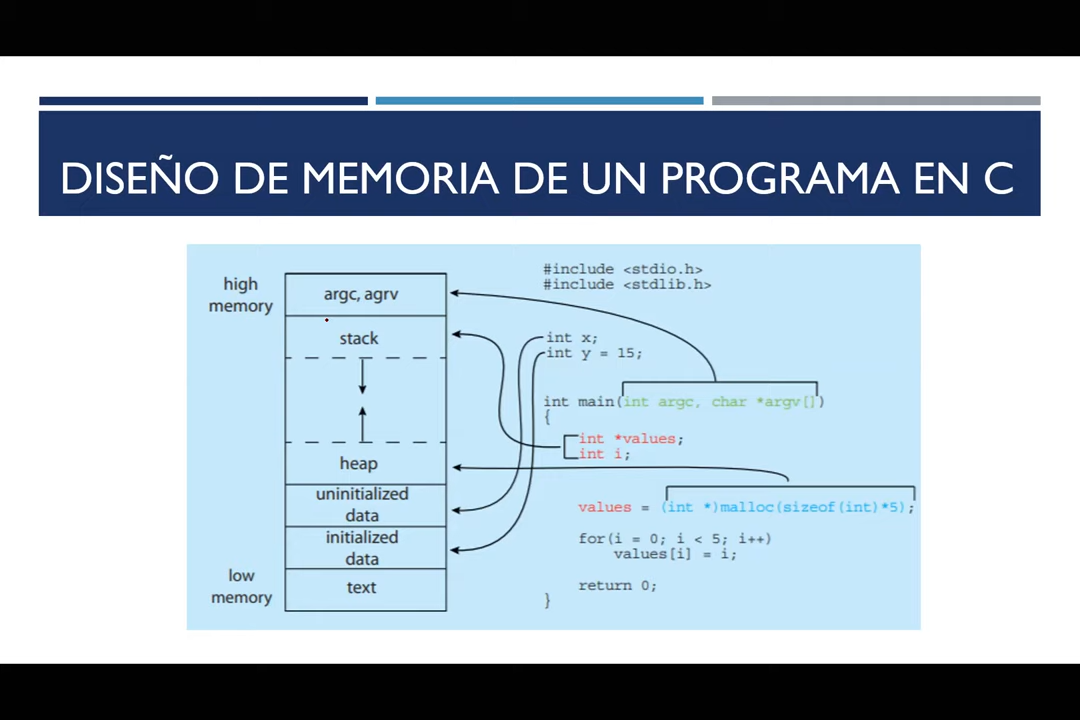 DISEÑO DE MEMORIA DE UN PROGRAMA EN C
high
memory
argc, agrv
stack
heap
uninitialized
data
initialized
data
low
memory
text
#include <stdio.h>
#include <stdlib.h>
int x;
int y = 15;
int main(int argc, char *argv[])
{
int *values;
int i;
values = (int *)malloc(sizeof(int)*5);
for(i = 0; i < 5; i++)
values[i] = i;
return 0;
}